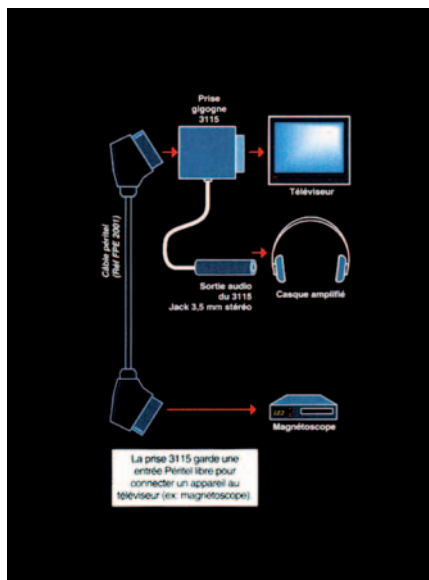 Prise
gigogne
3115
Téléviseur
Câble péritel
(Réf FPE 2001)
Sortie audio
du 3115
Jack 3,5 mm stéréo
Casque amplifié
Magnétoscope
La prise 3115 garde une
entrée Péritel libre pour
connecter un appareil au
téléviseur (ex: magnétoscope)